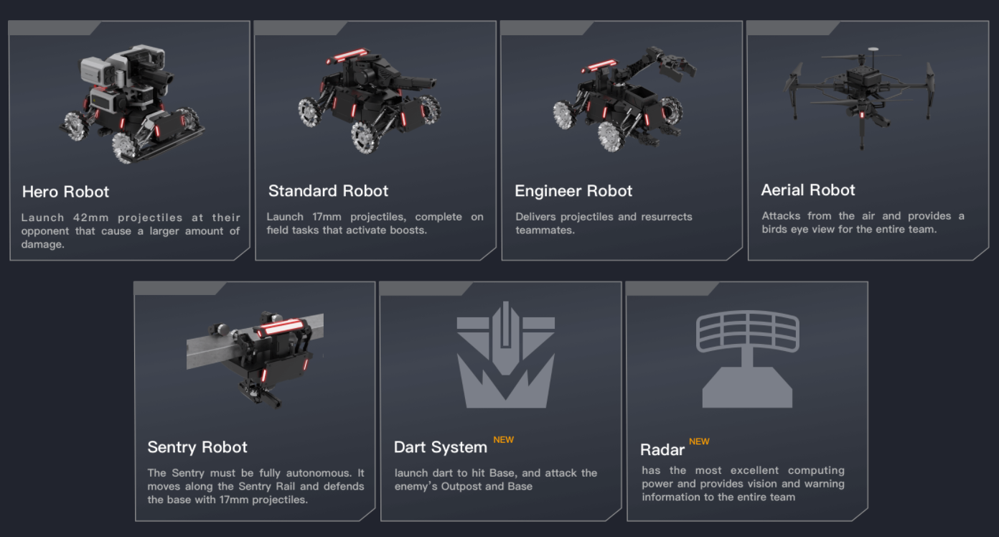 Hero Robot
Launch 42mm projectiles at their
opponent that cause a larger amount of
damage.
Standard Robot
Launch 17mm projectiles, complete on
field tasks that activate boosts.
Engineer Robot
Delivers projectiles and resurrects
teammates.
Aerial Robot
Attacks from the air and provides a
birds eye view for the entire team.
Sentry Robot
The Sentry must be fully autonomous. It
moves along the Sentry Rail and defends
the base with 17mm projectiles.
Dart System NEW
launch dart to hit Base, and attack the
enemy’s Outpost and Base
Radar NEW
has the most excellent computing
power and provides vision and warning
information to the entire team